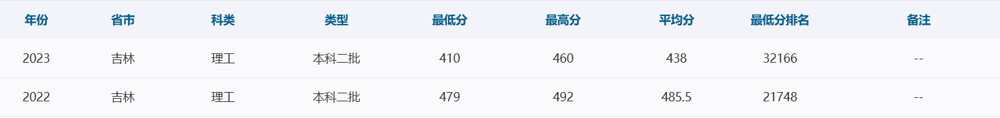 年份 省市 科类 类型 最低分 最高分 平均分 最低分排名 备注
2023 吉林 理工 本科二批 410 460 438 32166 --
2022 吉林 理工 本科二批 479 492 485.5 21748 --